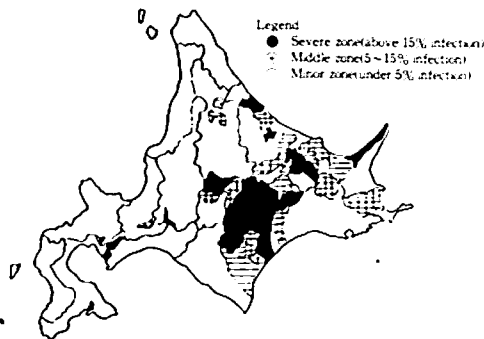 Legend
Severe zone(above 15% infection)
Middle zone(5~15% infection)
Minor zone(under 5% infection)